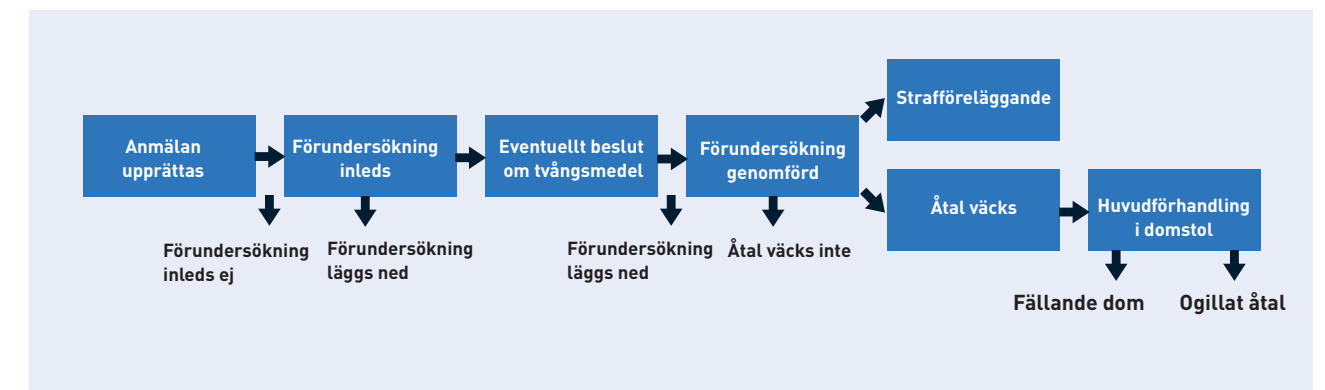 Anmälan
upprättas
Förundersökning
inleds
Eventuellt beslut
om tvångsmedel
Förundersökning
genomförd
Strafföreläggande
Åtal väcks
Huvudförhandling
i domstol
Förundersökning
inleds ej
Förundersökning
läggs ned
Förundersökning
läggs ned
Åtal väcks inte
Fällande dom
Ogillat åtal